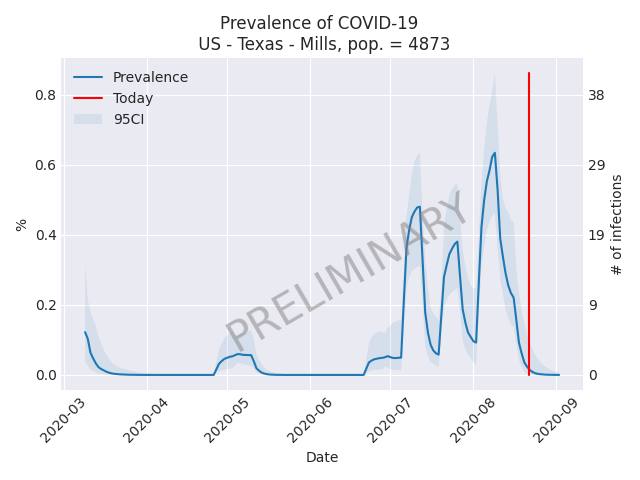 Prevalence of COVID-19
US - Texas - Mills, pop. = 4873
Prevalence
Today
95CI
PRELIMINARY
%
0.8
0.6
0.4
0.2
0.0
38
29
19
9
0
# of infections
2020-03
2020-04
2020-05
2020-06
2020-07
2020-08
2020-09
Date